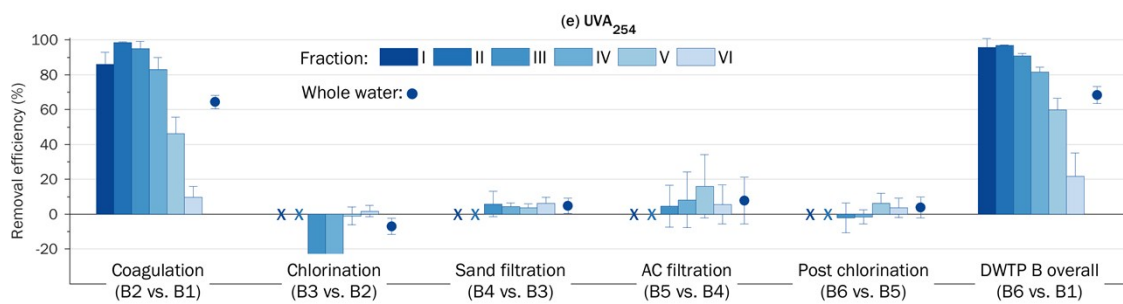 (e) UVA₂₅₄
Removal efficiency (%)
100
80
60
40
20
0
-20
Fraction: I II III IV V VI
Whole water:
X X X X X X X X
Coagulation
(B2 vs. B1)
Chlorination
(B3 vs. B2)
Sand filtration
(B4 vs. B3)
AC filtration
(B5 vs. B4)
Post chlorination
(B6 vs. B5)
DWTP B overall
(B6 vs. B1)